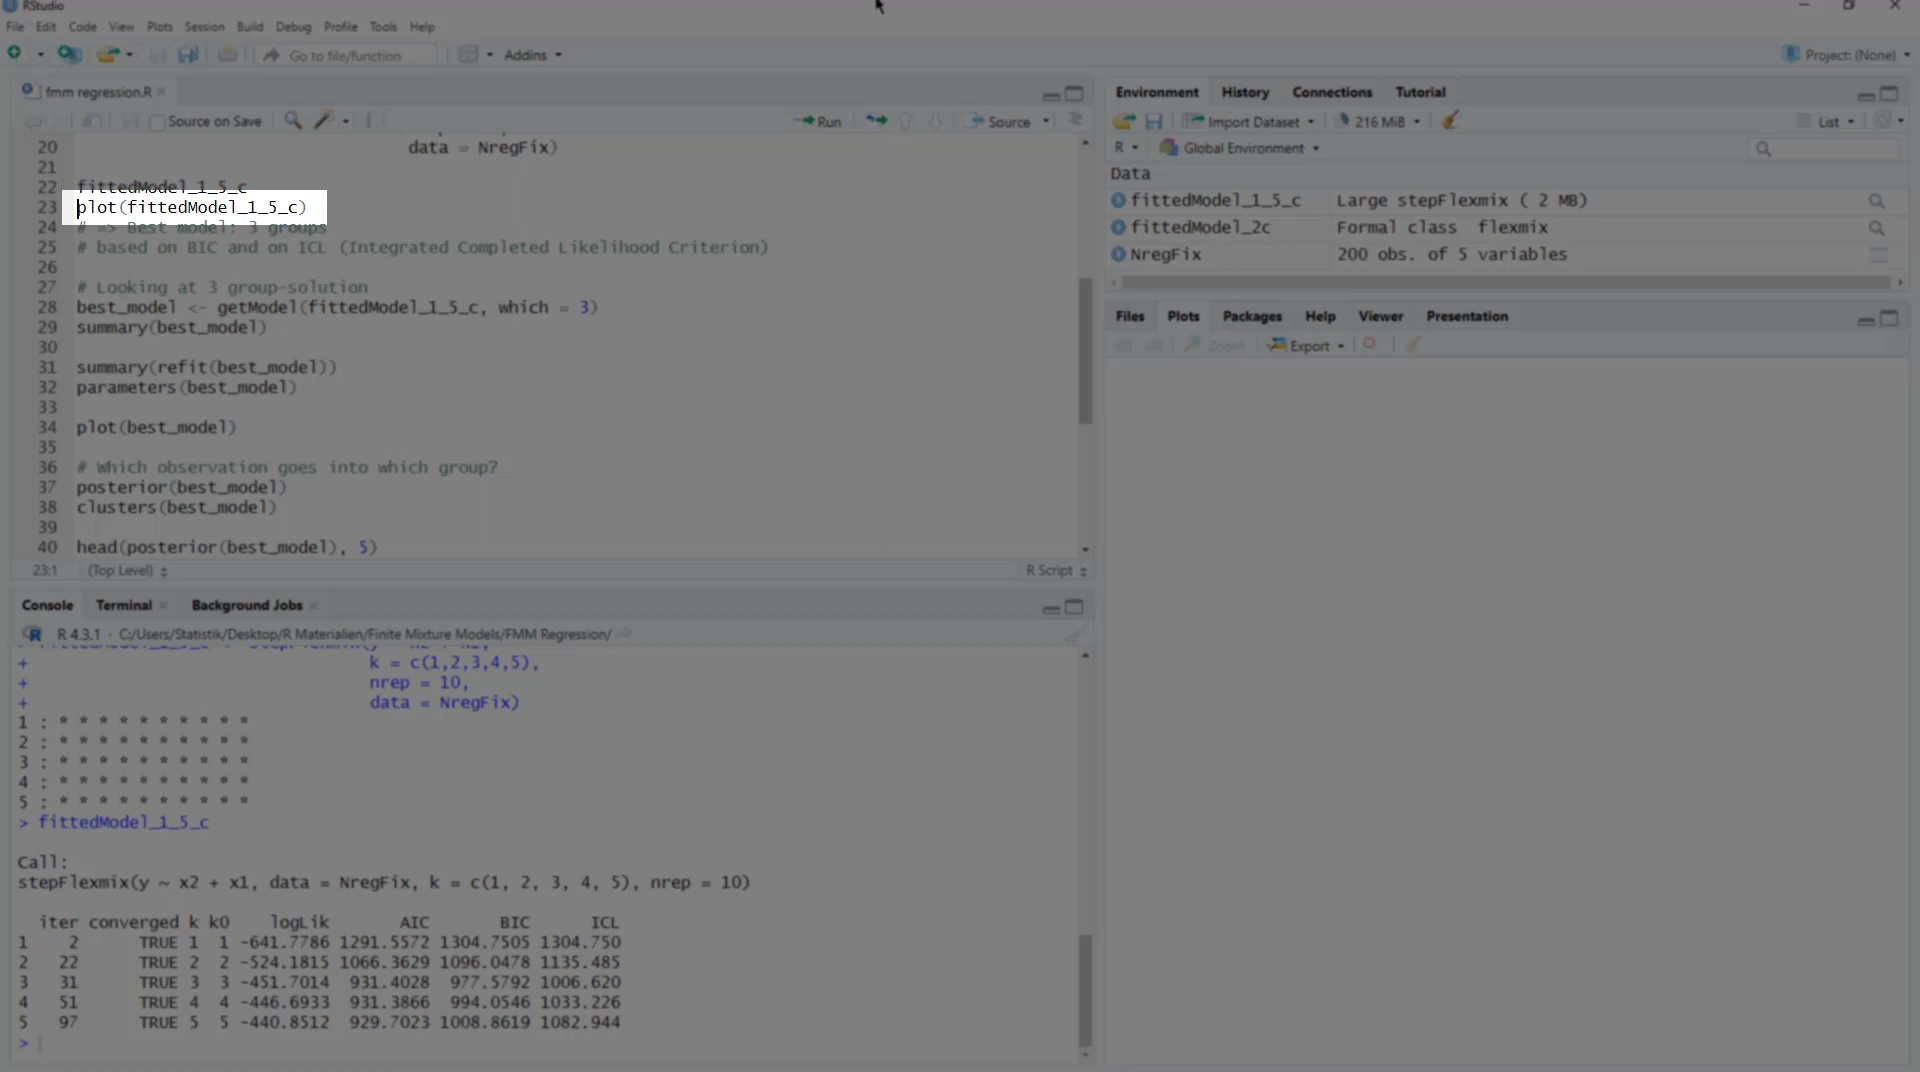 RStudio
File Edit Code View Plots Session Build Debug Profile Tools Help
Go to file/function Addins Project: (None)
fmm regression.R
Source on Save Run Source
20 data = NregFix)
21
22 fittedModel_1_5_c
23 plot(fittedModel_1_5_c)
24 # => Best model: 3 groups
25 # based on BIC and on ICL (Integrated Completed Likelihood Criterion)
26
27 # Looking at 3 group-solution
28 best_model <- getModel(fittedModel_1_5_c, which = 3)
29 summary(best_model)
30
31 summary(refit(best_model))
32 parameters(best_model)
33
34 plot(best_model)
35
36 # Which observation goes into which group?
37 posterior(best_model)
38 clusters(best_model)
39
40 head(posterior(best_model), 5)
23:1 (Top Level) R Script
Console Terminal Background Jobs
R 4.3.1 · C:/Users/Statistik/Desktop/R Materialien/Finite Mixture Models/FMM Regression/
+ k = c(1,2,3,4,5),
+ nrep = 10,
+ data = NregFix)
1 : * * * * * * * * * *
2 : * * * * * * * * * *
3 : * * * * * * * * * *
4 : * * * * * * * * * *
5 : * * * * * * * * * *
> fittedModel_1_5_c
Call:
stepFlexmix(y ~ x2 + x1, data = NregFix, k = c(1, 2, 3, 4, 5), nrep = 10)
iter converged k k0 logLik AIC BIC ICL
1 2 TRUE 1 1 -641.7786 1291.5572 1304.7505 1304.750
2 22 TRUE 2 2 -524.1815 1066.3629 1096.0478 1135.485
3 31 TRUE 3 3 -451.7014 931.4028 977.5792 1006.620
4 51 TRUE 4 4 -446.6933 931.3866 994.0546 1033.226
5 97 TRUE 5 5 -440.8512 929.7023 1008.8619 1082.944
>
Environment History Connections Tutorial
Import Dataset 216 MiB List
R Global Environment
Data
fittedModel_1_5_c Large stepFlexmix ( 2 MB)
fittedModel_2c Formal class flexmix
NregFix 200 obs. of 5 variables
Files Plots Packages Help Viewer Presentation
Zoom Export